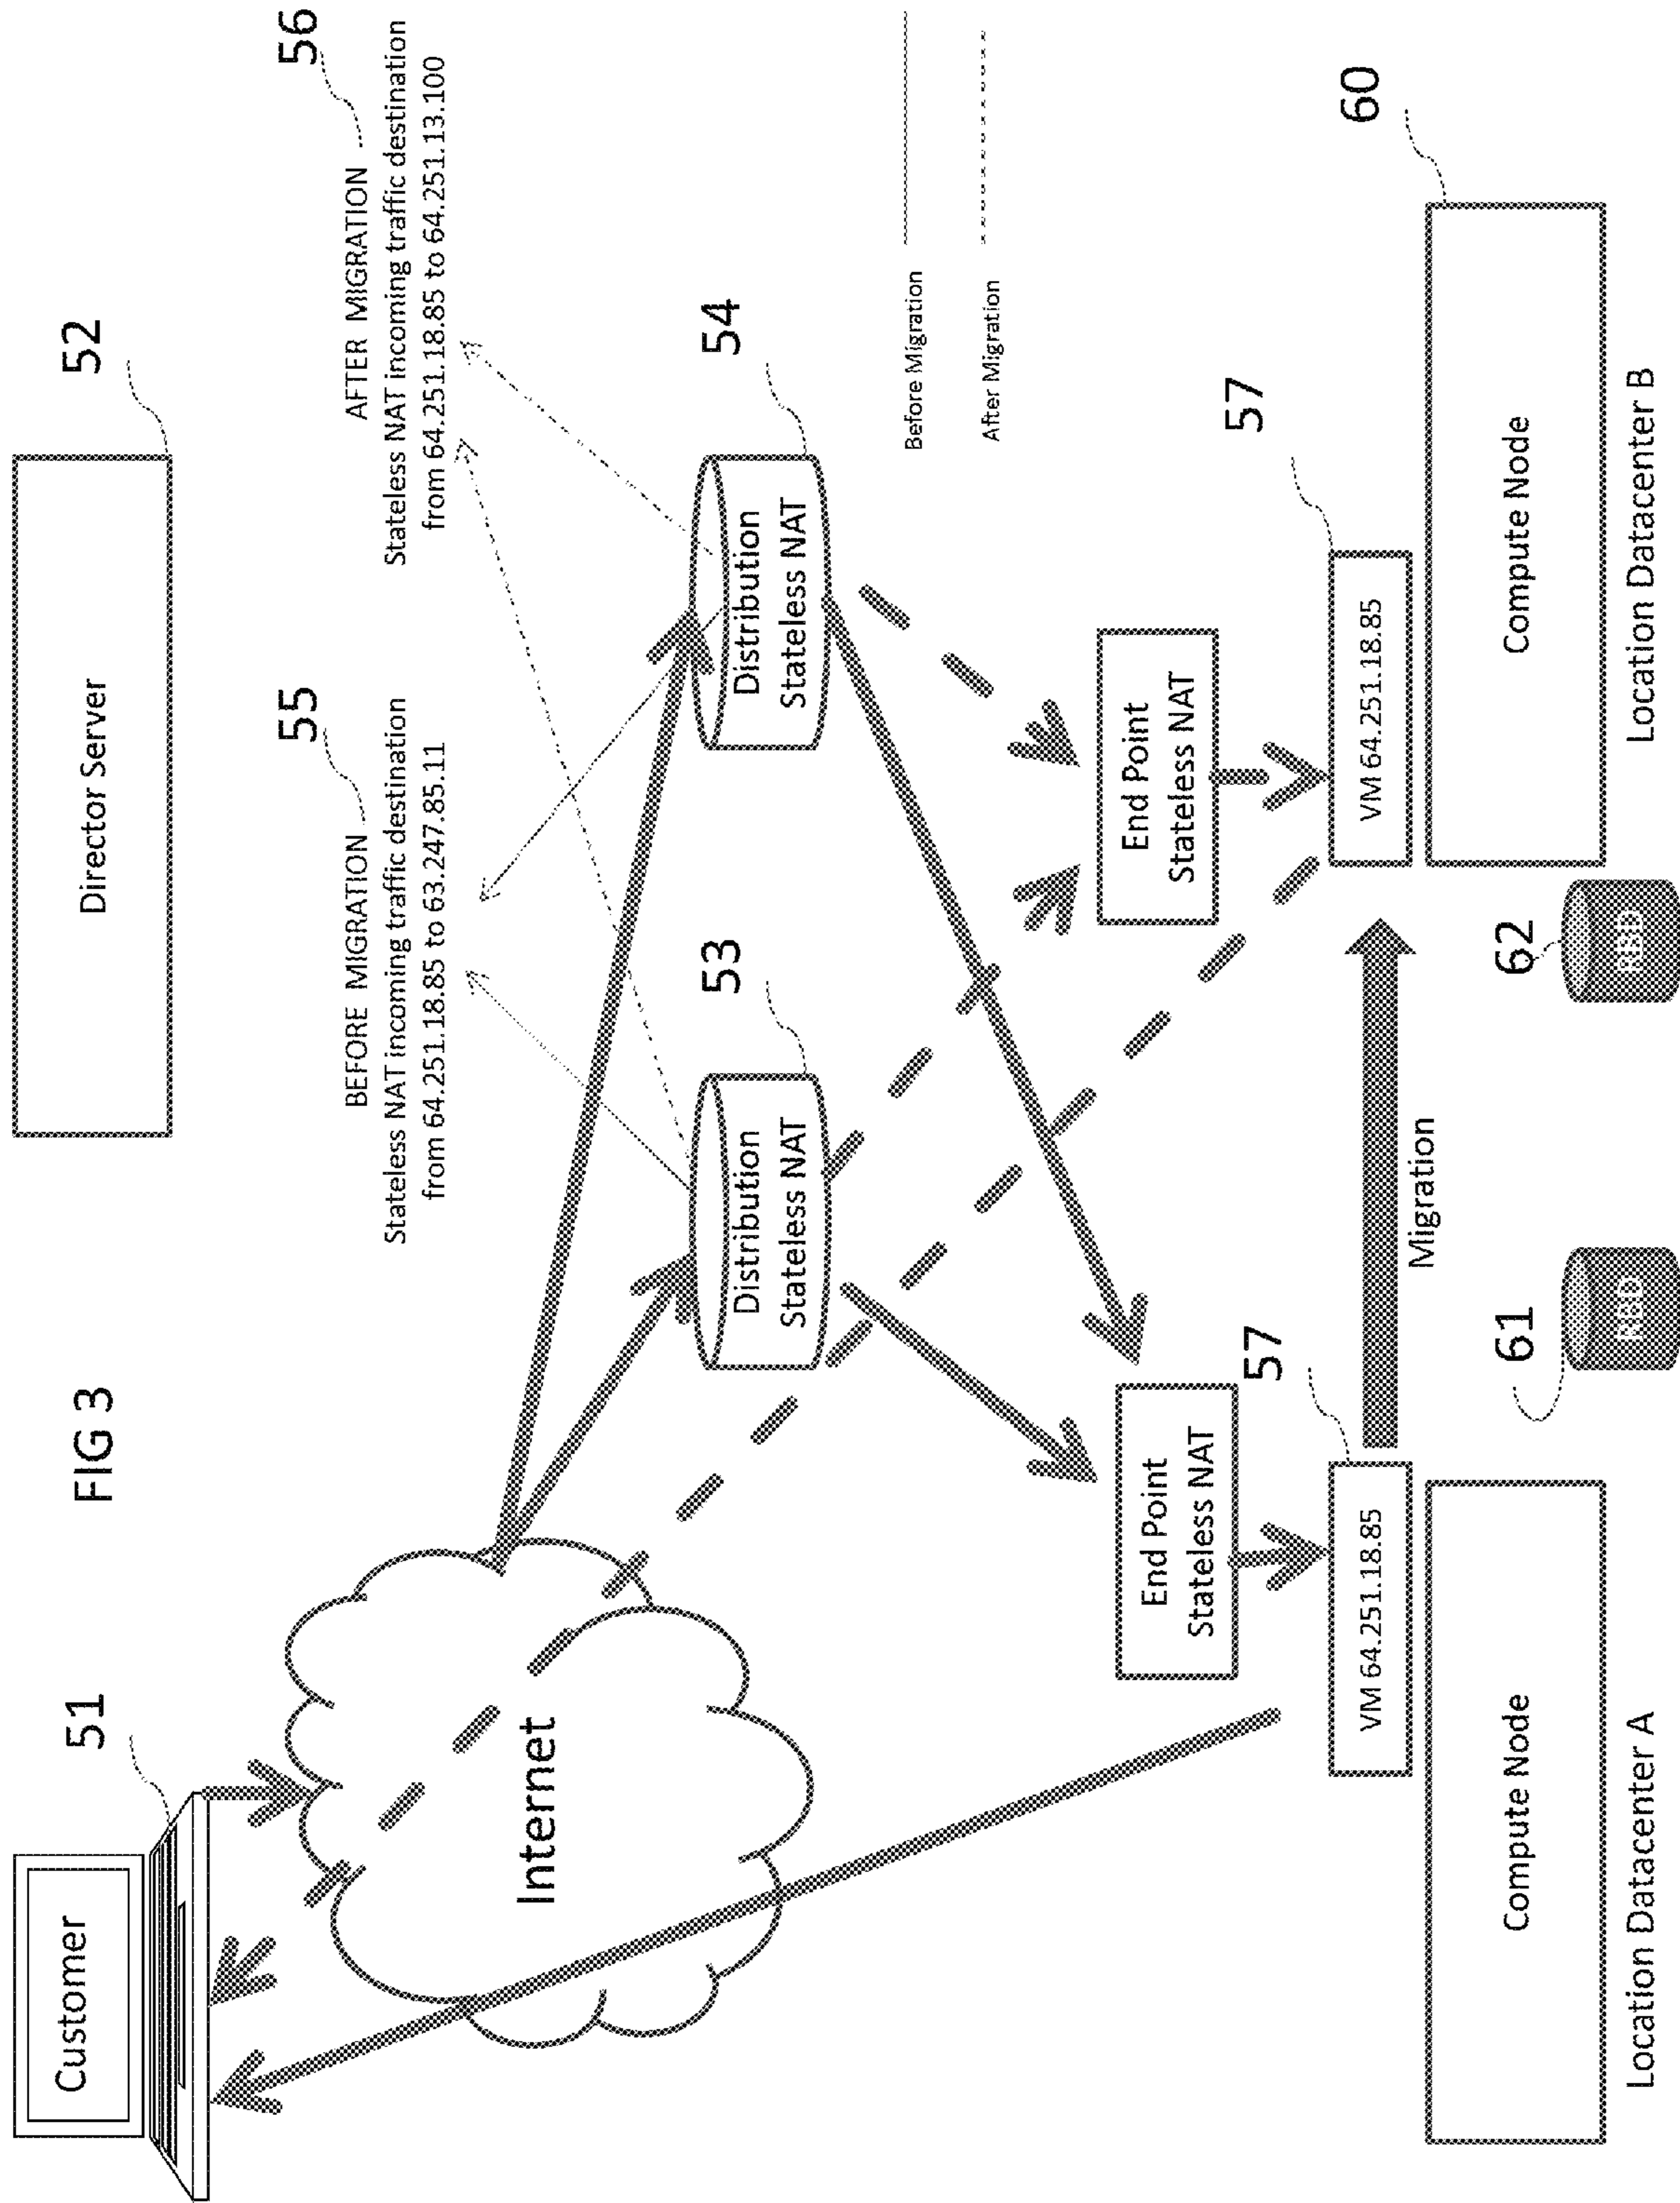 FIG 3
Customer
51
Director Server
52
Internet
BEFORE MIGRATION
55
Stateless NAT incoming traffic destination
from 64.251.18.85 to 63.247.85.11
AFTER MIGRATION
56
Stateless NAT incoming traffic destination
from 64.251.18.85 to 64.251.13.100
Distribution
Stateless NAT
53
Distribution
Stateless NAT
54
Before Migration
After Migration
End Point
Stateless NAT
End Point
Stateless NAT
VM 64.251.18.85
57
Migration
VM 64.251.18.85
57
Compute Node
Compute Node
60
61
RBD
62
RBD
Location Datacenter A
Location Datacenter B